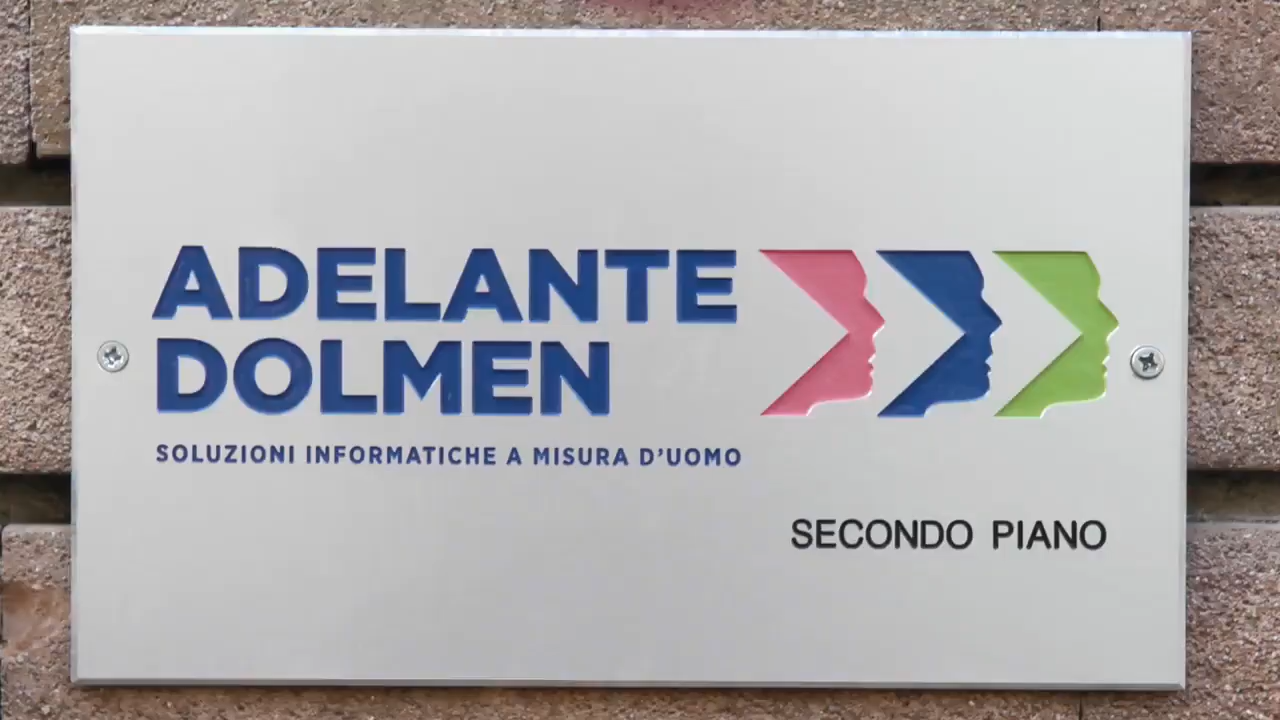 ADELANTE
DOLMEN
SOLUZIONI INFORMATICHE A MISURA D'UOMO
SECONDO PIANO